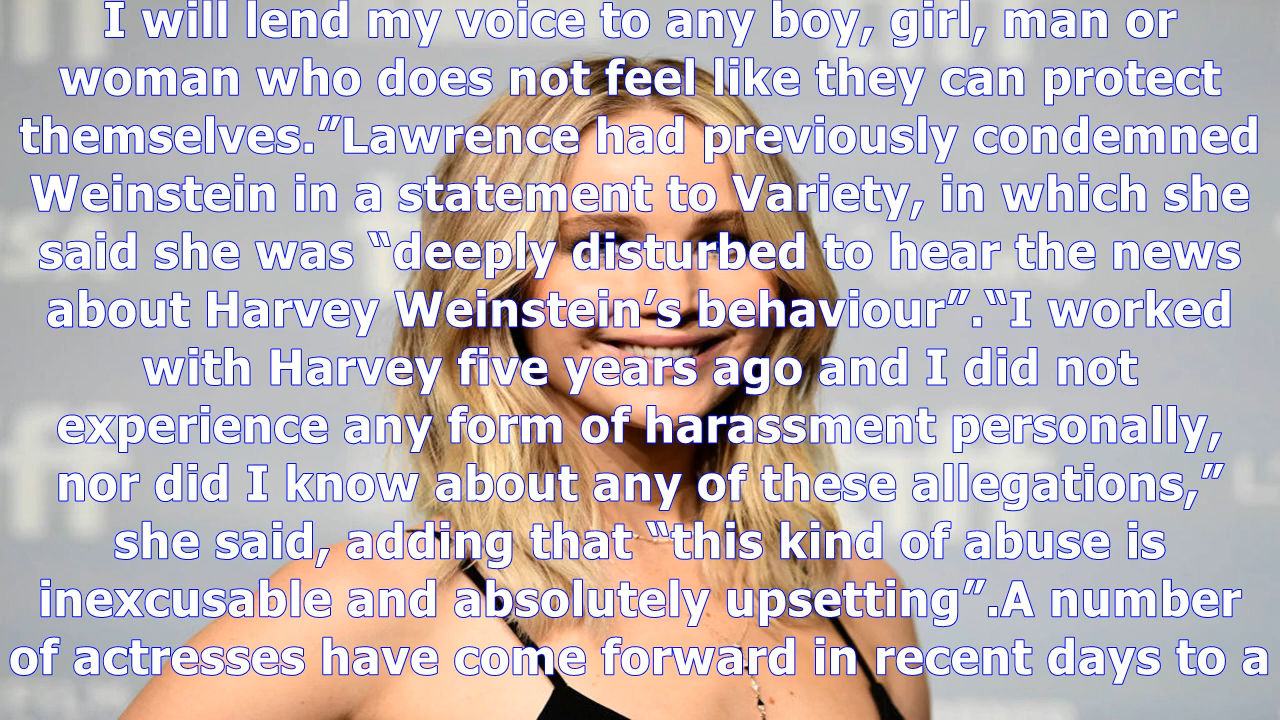 I will lend my voice to any boy, girl, man or
woman who does not feel like they can protect
themselves.”Lawrence had previously condemned
Weinstein in a statement to Variety, in which she
said she was “deeply disturbed to hear the news
about Harvey Weinstein’s behaviour”.“I worked
with Harvey five years ago and I did not
experience any form of harassment personally,
nor did I know about any of these allegations,”
she said, adding that “this kind of abuse is
inexcusable and absolutely upsetting”.A number
of actresses have come forward in recent days to a